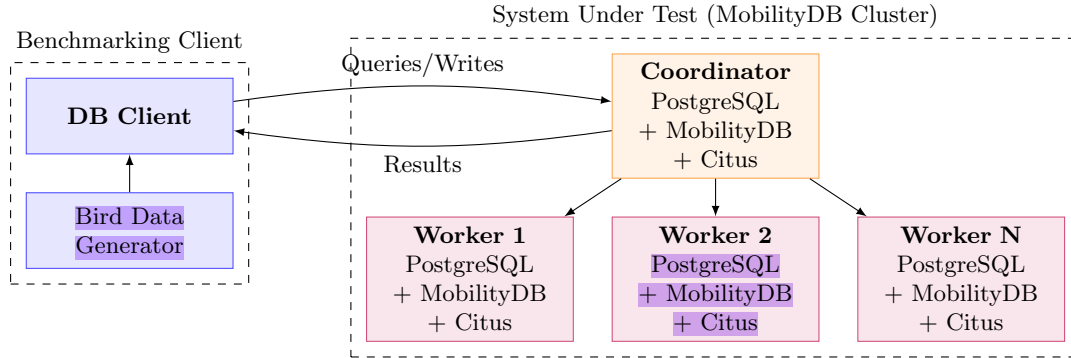 System Under Test (MobilityDB Cluster)
Benchmarking Client
DB Client
Bird Data
Generator
Queries/Writes
Results
Coordinator
PostgreSQL
+ MobilityDB
+ Citus
Worker 1
PostgreSQL
+ MobilityDB
+ Citus
Worker 2
PostgreSQL
+ MobilityDB
+ Citus
Worker N
PostgreSQL
+ MobilityDB
+ Citus